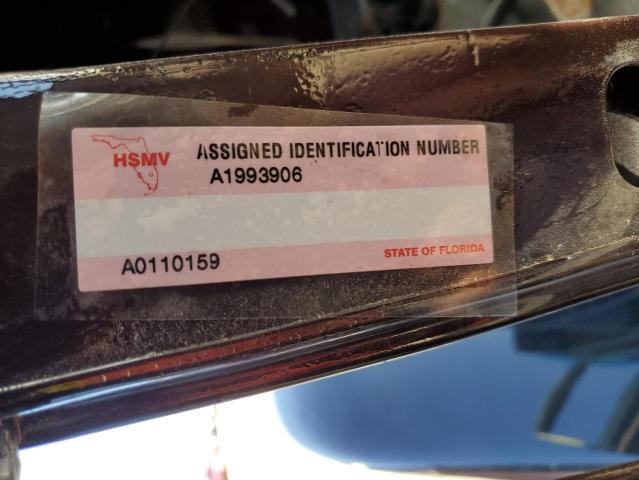 HSMV ASSIGNED IDENTIFICATION NUMBER
A1993906
A0110159 STATE OF FLORIDA